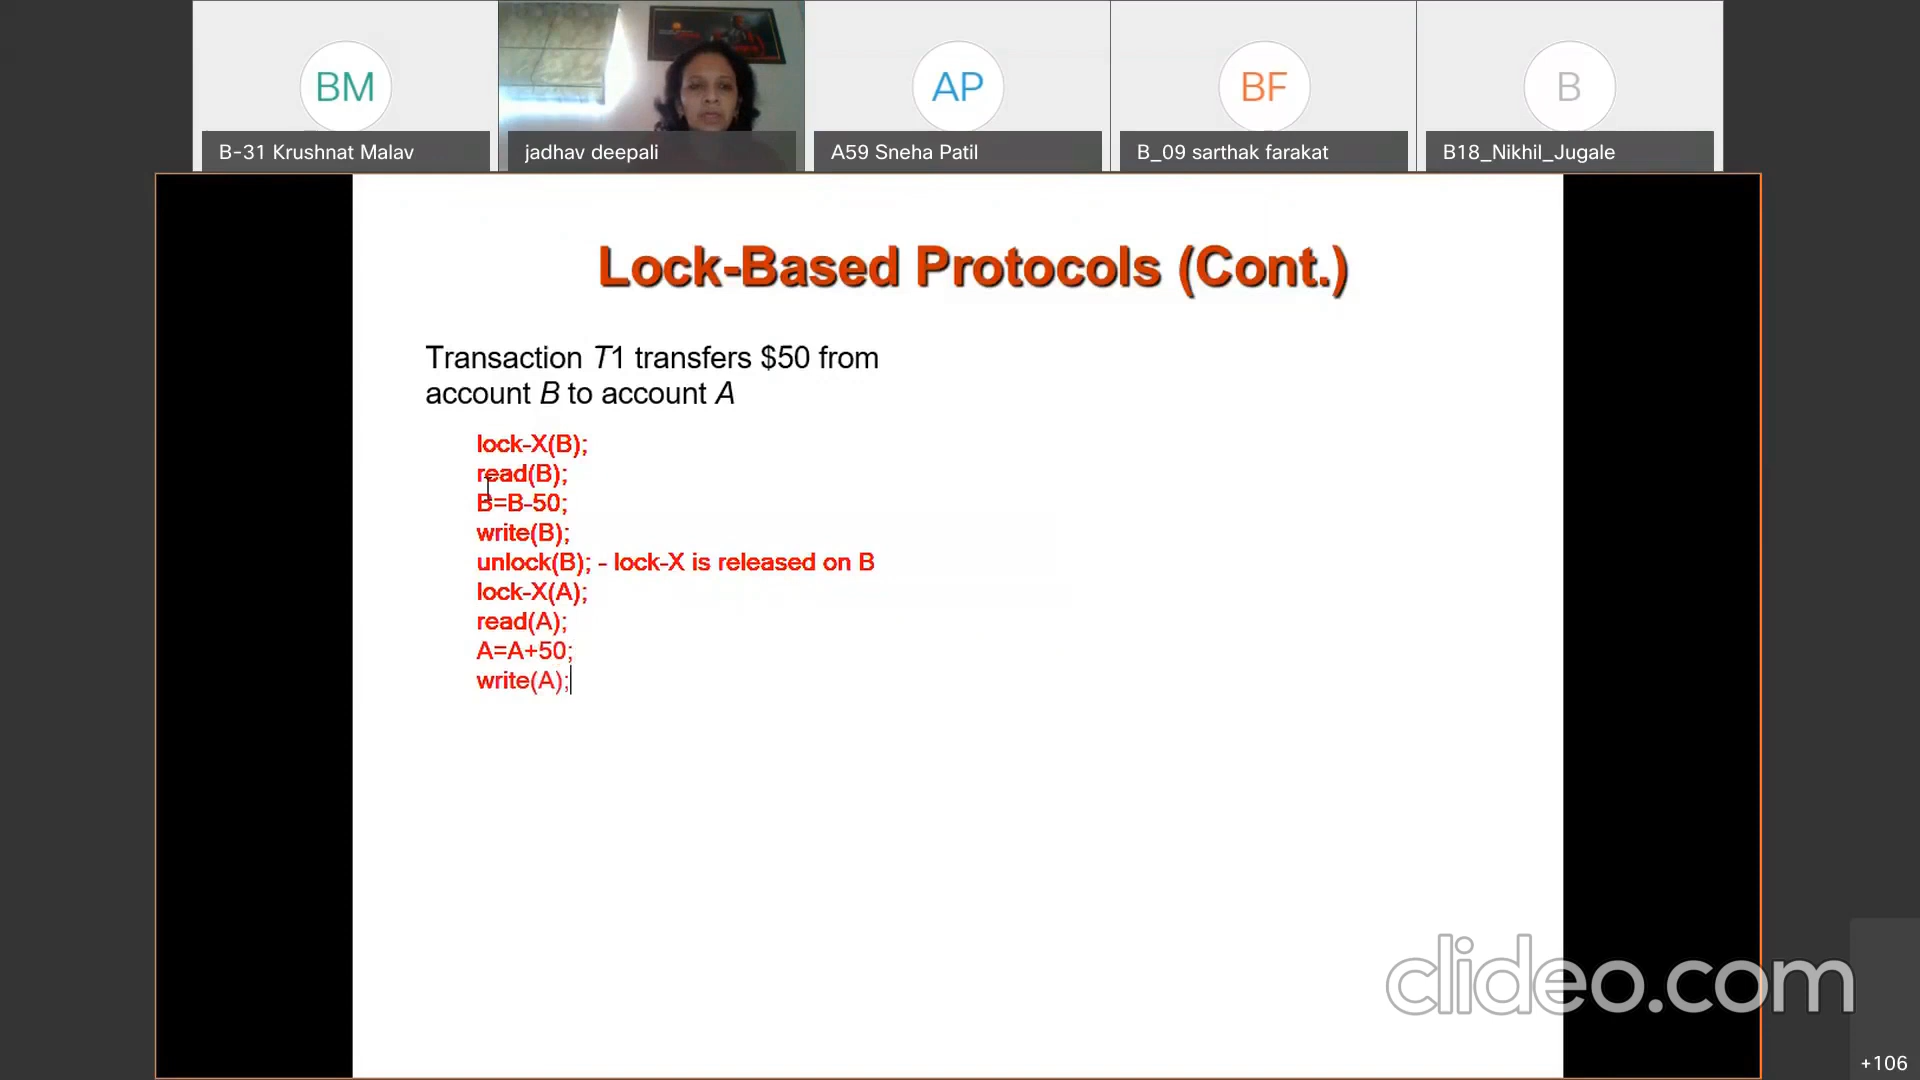 BM
AP
BF
B
B-31 Krushnat Malav
jadhav deepali
A59 Sneha Patil
B_09 sarthak farakat
B18_Nikhil_Jugale
Lock-Based Protocols (Cont.)
Transaction T1 transfers $50 from
account B to account A
lock-X(B);
read(B);
B=B-50;
write(B);
unlock(B); - lock-X is released on B
lock-X(A);
read(A);
A=A+50;
write(A);
clideo.com
+106